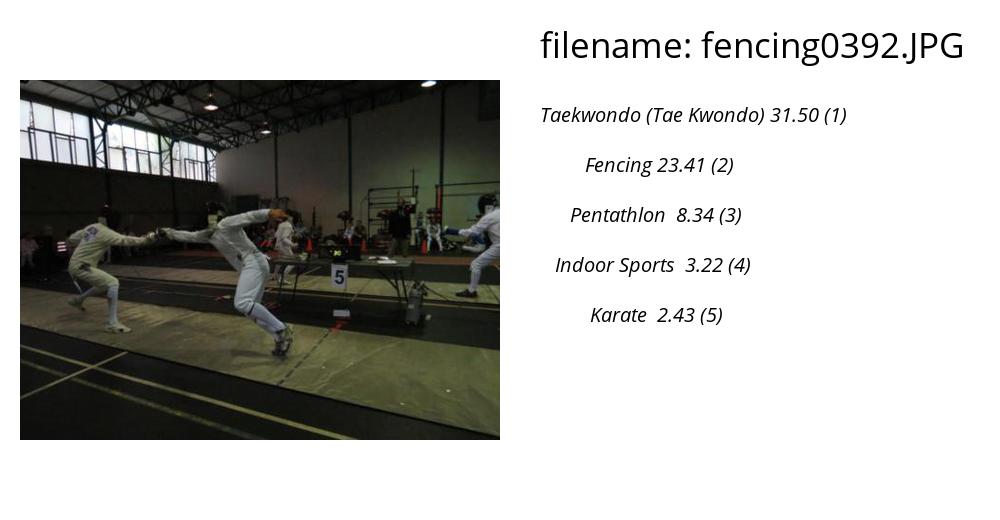 filename: fencing0392.JPG
Taekwondo (Tae Kwondo) 31.50 (1)
Fencing 23.41 (2)
Pentathlon 8.34 (3)
Indoor Sports 3.22 (4)
Karate 2.43 (5)
5